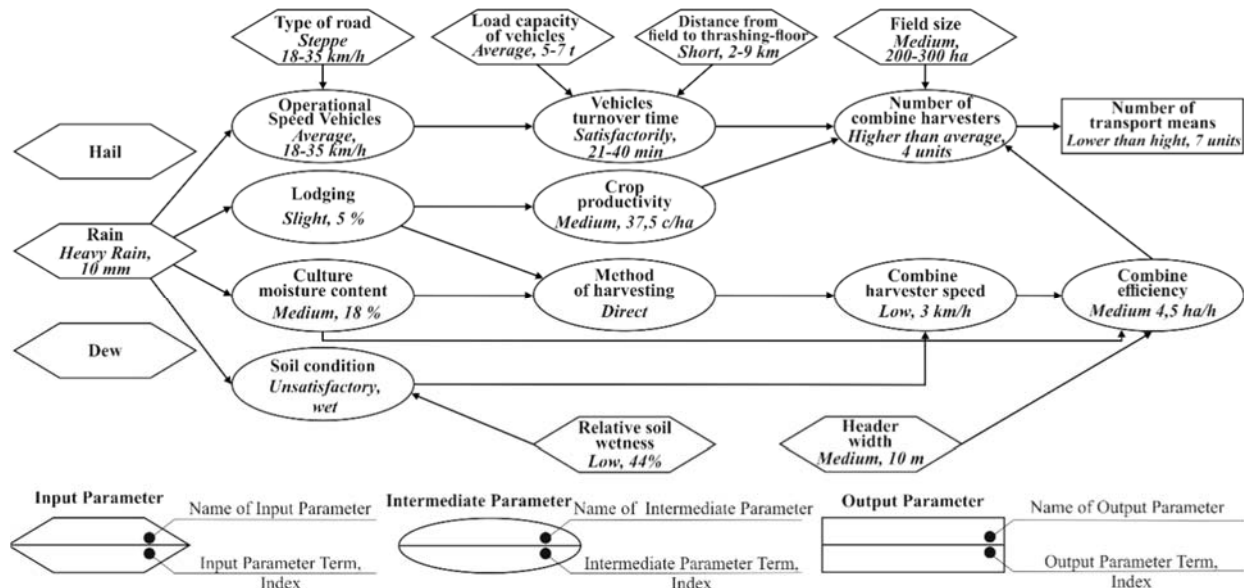 Type of road
Steppe
18-35 km/h
Load capacity
of vehicles
Average, 5-7 t
Distance from
field to thrashing-floor
Short, 2-9 km
Field size
Medium,
200-300 ha
Operational
Speed Vehicles
Average,
18-35 km/h
Vehicles
turnover time
Satisfactorily,
21-40 min
Number of
combine harvesters
Higher than average,
4 units
Number of
transport means
Lower than hight, 7 units
Hail
Lodging
Slight, 5 %
Crop
productivity
Medium, 37,5 c/ha
Rain
Heavy Rain,
10 mm
Culture
moisture content
Medium, 18 %
Method
of harvesting
Direct
Combine
harvester speed
Low, 3 km/h
Combine
efficiency
Medium 4,5 ha/h
Dew
Soil condition
Unsatisfactory,
wet
Relative soil
wetness
Low, 44%
Header
width
Medium, 10 m
Input Parameter
Name of Input Parameter
Input Parameter Term,
Index
Intermediate Parameter
Name of Intermediate Parameter
Intermediate Parameter Term,
Index
Output Parameter
Name of Output Parameter
Output Parameter Term,
Index